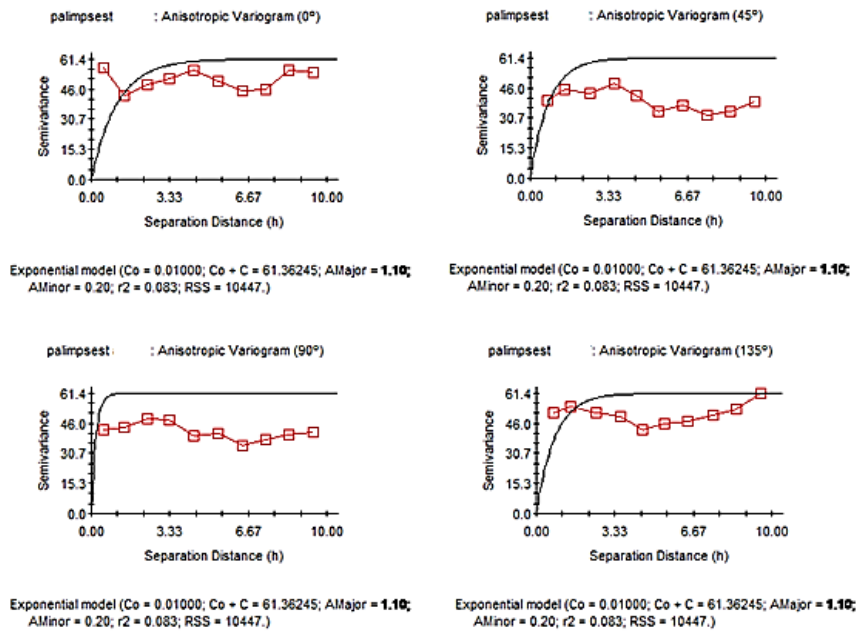 palimpsest : Anisotropic Variogram (0º)
61.4
46.0
30.7
15.3
0.0
Semivariance
0.00 3.33 6.67 10.00
Separation Distance (h)
Exponential model (Co = 0.01000; Co + C = 61.36245; AMajor = 1.10;
AMinor = 0.20; r2 = 0.083; RSS = 10447.)
palimpsest : Anisotropic Variogram (45º)
61.4
46.0
30.7
15.3
0.0
Semivariance
0.00 3.33 6.67 10.00
Separation Distance (h)
Exponential model (Co = 0.01000; Co + C = 61.36245; AMajor = 1.10;
AMinor = 0.20; r2 = 0.083; RSS = 10447.)
palimpsest : Anisotropic Variogram (90º)
61.4
46.0
30.7
15.3
0.0
Semivariance
0.00 3.33 6.67 10.00
Separation Distance (h)
Exponential model (Co = 0.01000; Co + C = 61.36245; AMajor = 1.10;
AMinor = 0.20; r2 = 0.083; RSS = 10447.)
palimpsest : Anisotropic Variogram (135º)
61.4
46.0
30.7
15.3
0.0
Semivariance
0.00 3.33 6.67 10.00
Separation Distance (h)
Exponential model (Co = 0.01000; Co + C = 61.36245; AMajor = 1.10;
AMinor = 0.20; r2 = 0.083; RSS = 10447.)